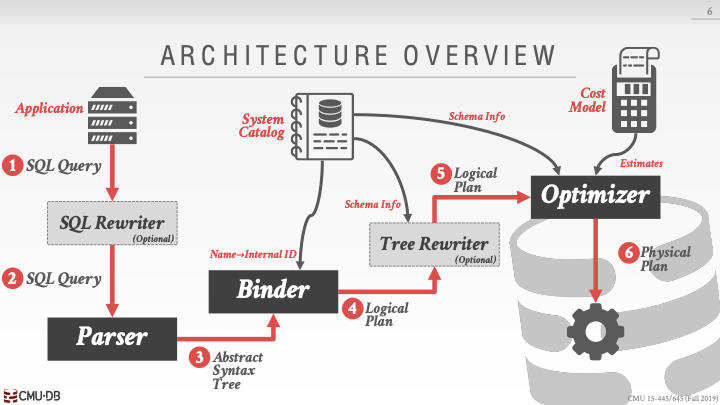 6
ARCHITECTURE OVERVIEW
Application
System
Catalog
Schema Info
Cost
Model
Estimates
1 SQL Query
SQL Rewriter
(Optional)
2 SQL Query
Parser
3 Abstract
Syntax
Tree
Name→Internal ID
Binder
4 Logical
Plan
Schema Info
Tree Rewriter
(Optional)
5 Logical
Plan
Optimizer
6 Physical
Plan
CMU·DB
CMU 15-445/645 (Fall 2019)